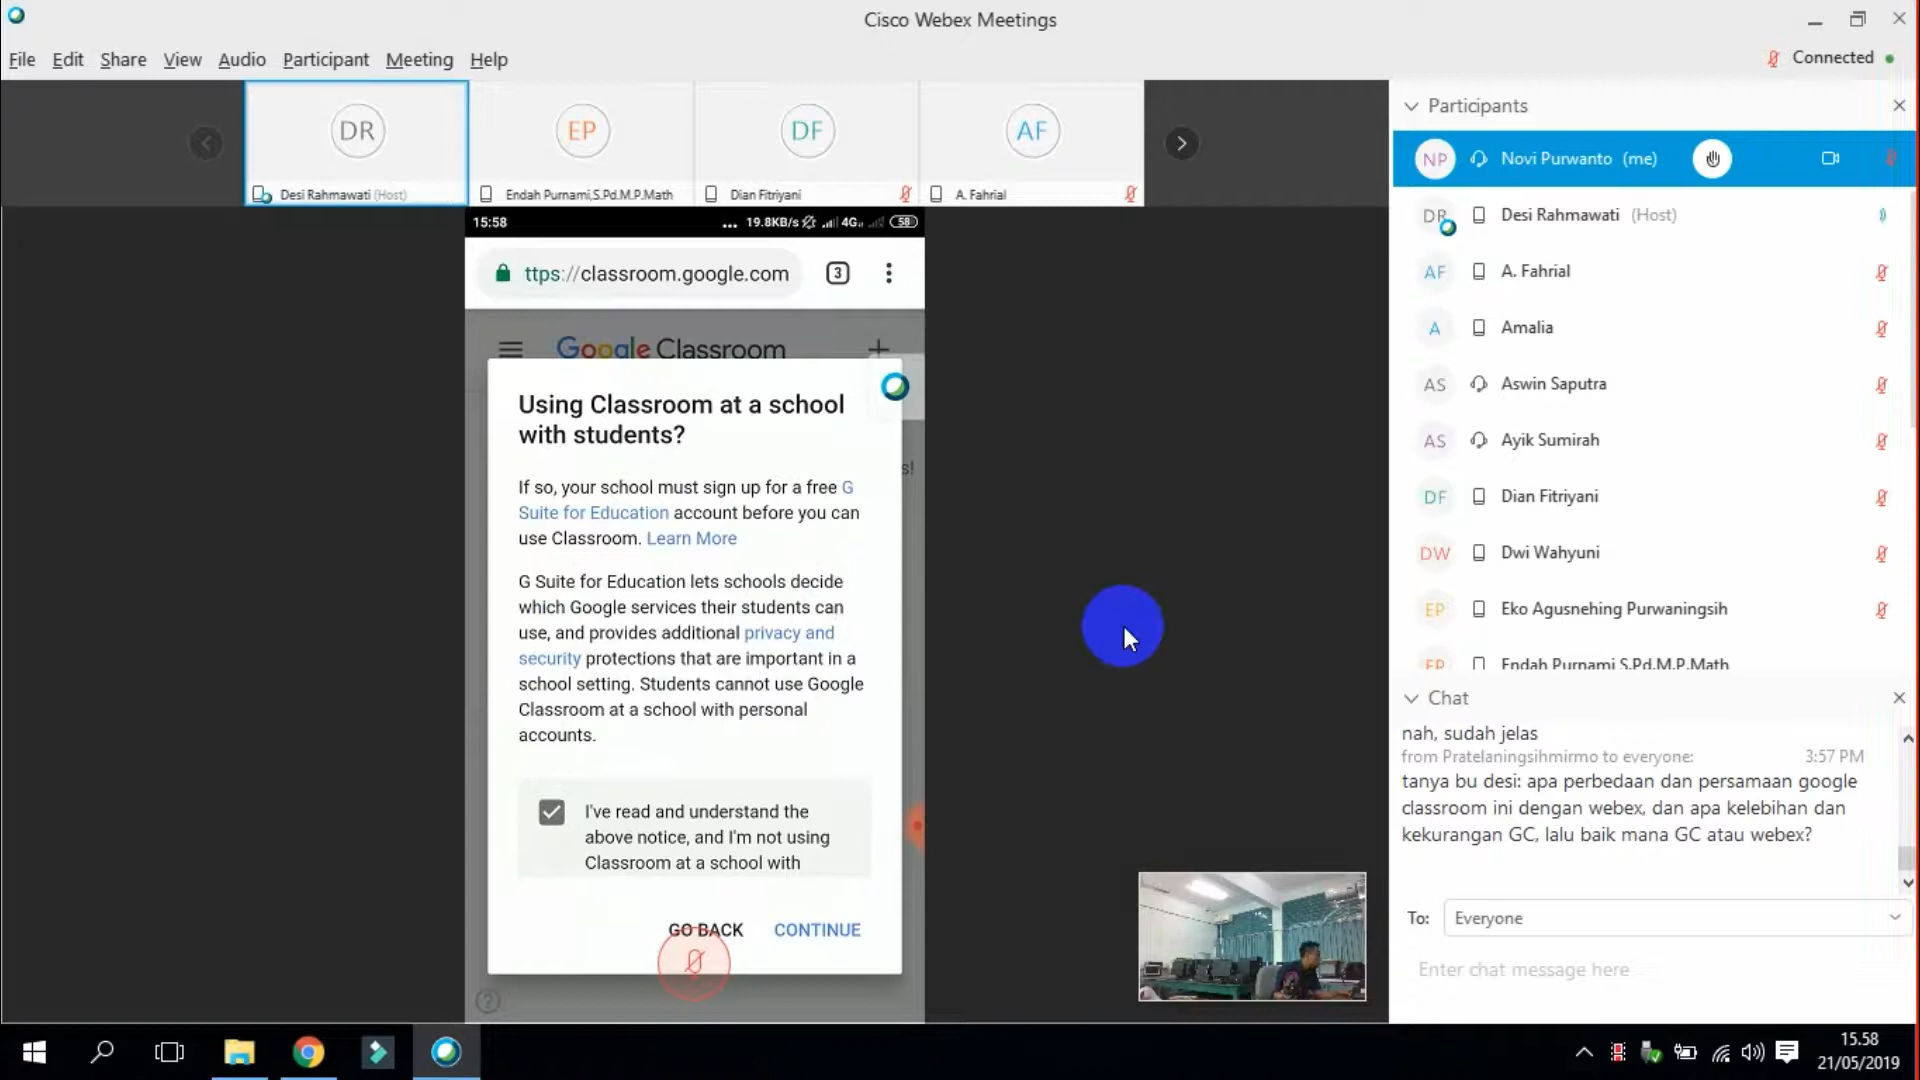 Cisco Webex Meetings
File Edit Share View Audio Participant Meeting Help
Connected
DR
Desi Rahmawati (Host)
EP
Endah Purnami,S.Pd.M.P.Math
DF
Dian Fitriyani
AF
A. Fahrial
15:58
... 19.8KB/s 4G 58
ttps://classroom.google.com
3
Google Classroom
s!
Using Classroom at a school
with students?
If so, your school must sign up for a free G
Suite for Education account before you can
use Classroom. Learn More
G Suite for Education lets schools decide
which Google services their students can
use, and provides additional privacy and
security protections that are important in a
school setting. Students cannot use Google
Classroom at a school with personal
accounts.
I've read and understand the
above notice, and I'm not using
Classroom at a school with
GO BACK CONTINUE
Participants
NP Novi Purwanto (me)
DR Desi Rahmawati (Host)
AF A. Fahrial
A Amalia
AS Aswin Saputra
AS Ayik Sumirah
DF Dian Fitriyani
DW Dwi Wahyuni
EP Eko Agusnehing Purwaningsih
EP Endah Purnami,S.Pd.M.P.Math
Chat
nah, sudah jelas
from Pratelaningsihmirmo to everyone: 3:57 PM
tanya bu desi: apa perbedaan dan persamaan google
classroom ini dengan webex, dan apa kelebihan dan
kekurangan GC, lalu baik mana GC atau webex?
To: Everyone
Enter chat message here
15.58
21/05/2019